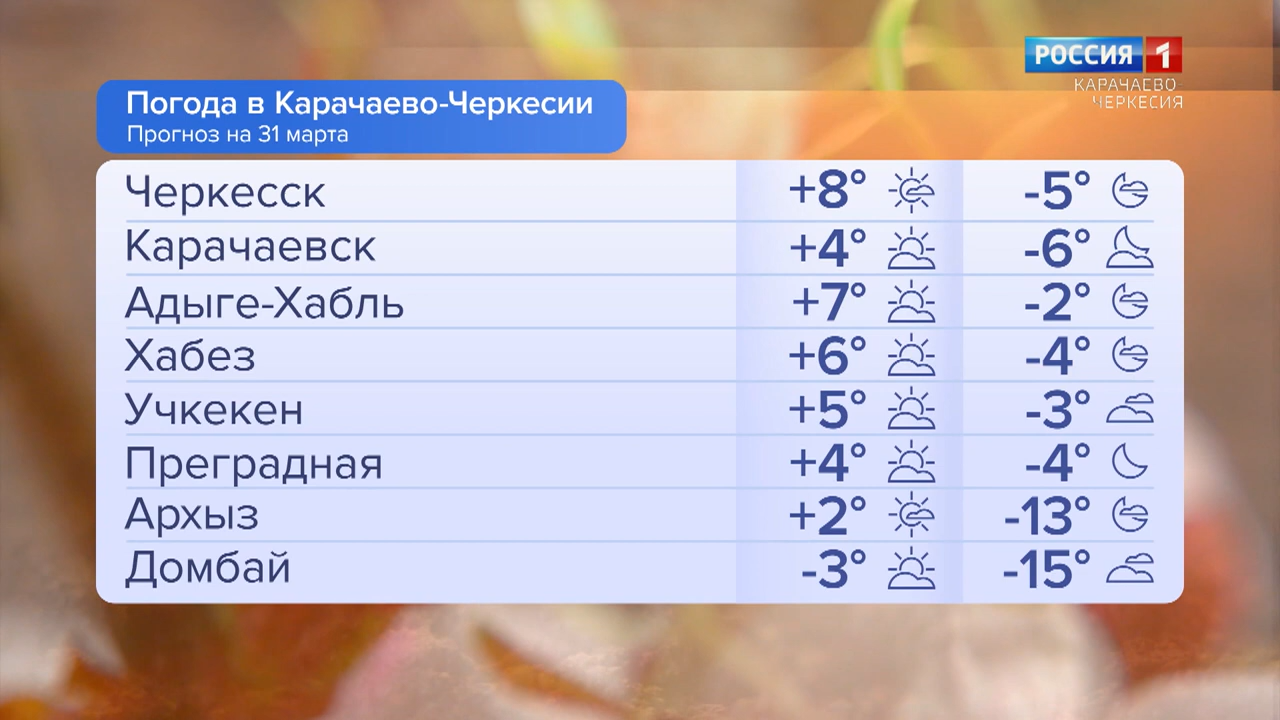 РОССИЯ 1
КАРАЧАЕВО-
ЧЕРКЕСИЯ
Погода в Карачаево-Черкесии
Прогноз на 31 марта
Черкесск +8° -5°
Карачаевск +4° -6°
Адыге-Хабль +7° -2°
Хабез +6° -4°
Учкекен +5° -3°
Преградная +4° -4°
Архыз +2° -13°
Домбай -3° -15°